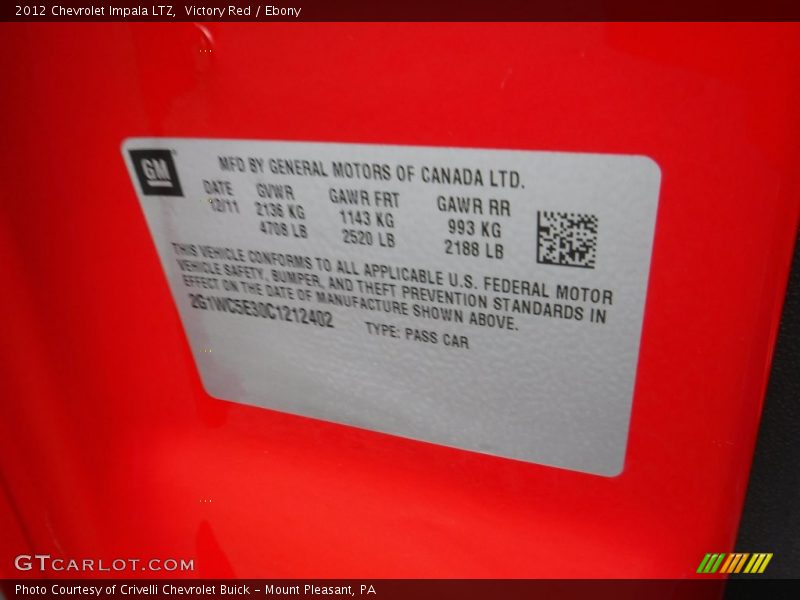 2012 Chevrolet Impala LTZ,  Victory Red / Ebony
GM
MFD BY GENERAL MOTORS OF CANADA LTD.
DATE GVWR GAWR FRT GAWR RR
12/11 2136 KG 1143 KG 993 KG
4708 LB 2520 LB 2188 LB
THIS VEHICLE CONFORMS TO ALL APPLICABLE U.S. FEDERAL MOTOR
VEHICLE SAFETY, BUMPER, AND THEFT PREVENTION STANDARDS IN
EFFECT ON THE DATE OF MANUFACTURE SHOWN ABOVE.
2G1WC5E30C1212402 TYPE: PASS CAR
GTCARLOT.COM
Photo Courtesy of Crivelli Chevrolet Buick - Mount Pleasant, PA